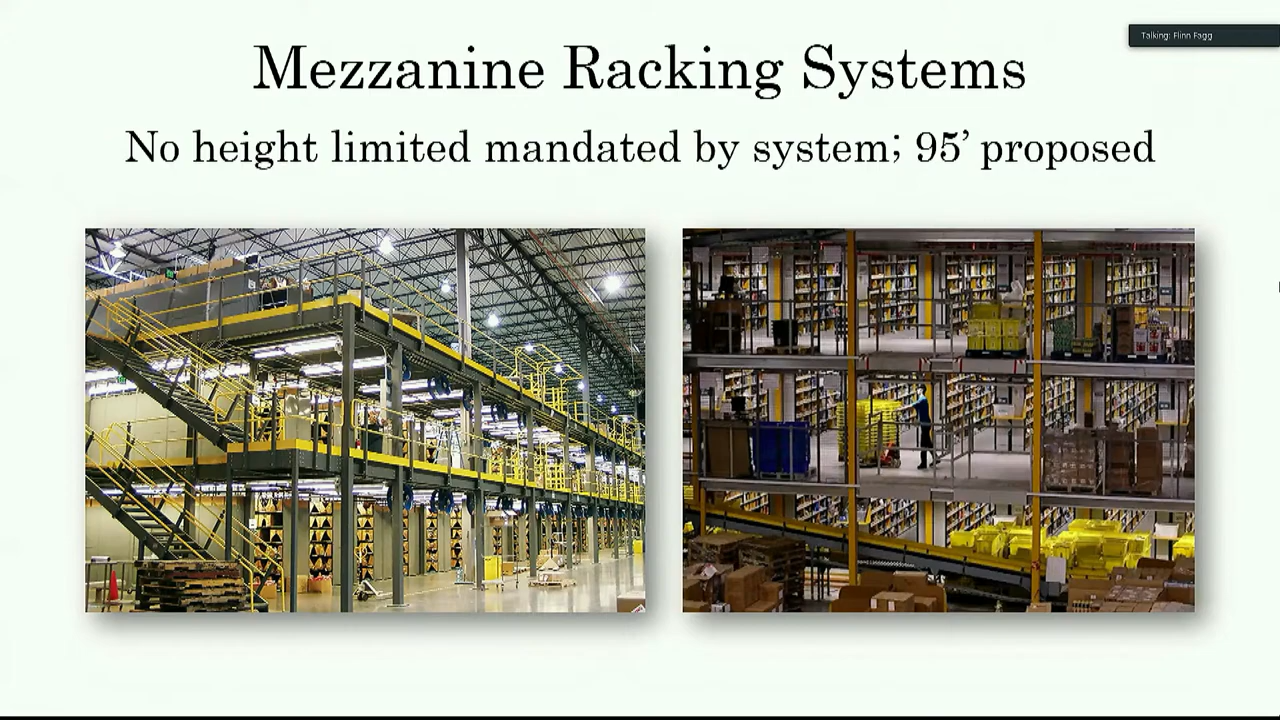 Talking: Flinn Fagg
Mezzanine Racking Systems
No height limited mandated by system; 95’ proposed